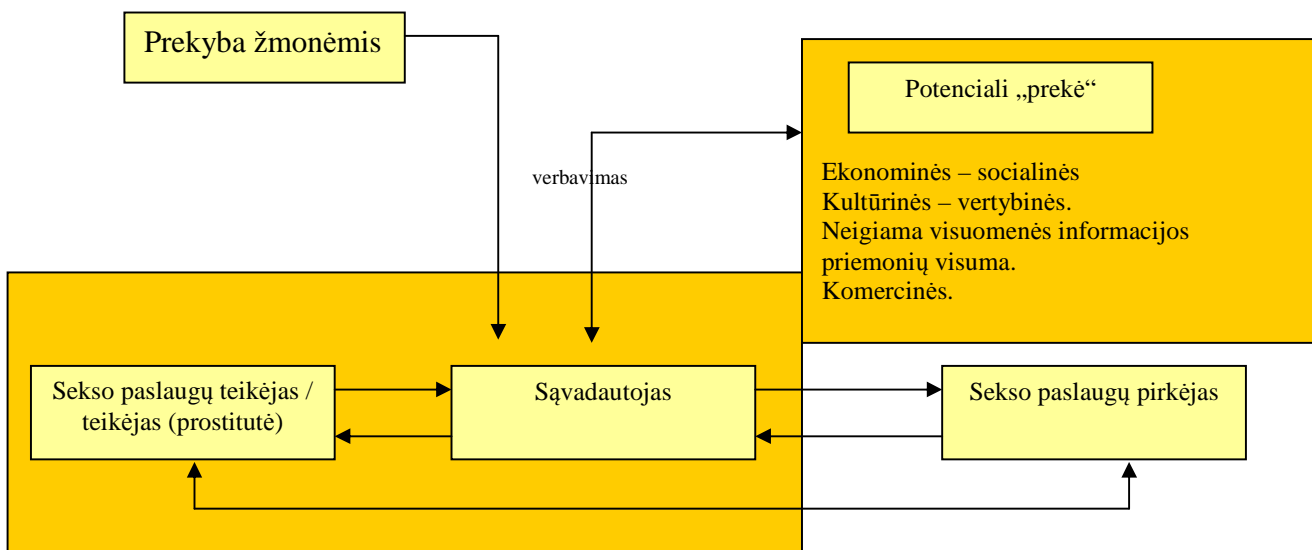 Prekyba žmonėmis
Potenciali „prekė“
verbavimas
Ekonominės – socialinės
Kultūrinės – vertybinės.
Neigiama visuomenės informacijos
priemonių visuma.
Komercinės.
Sekso paslaugų teikėjas /
teikėjas (prostitutė)
Sąvadautojas
Sekso paslaugų pirkėjas